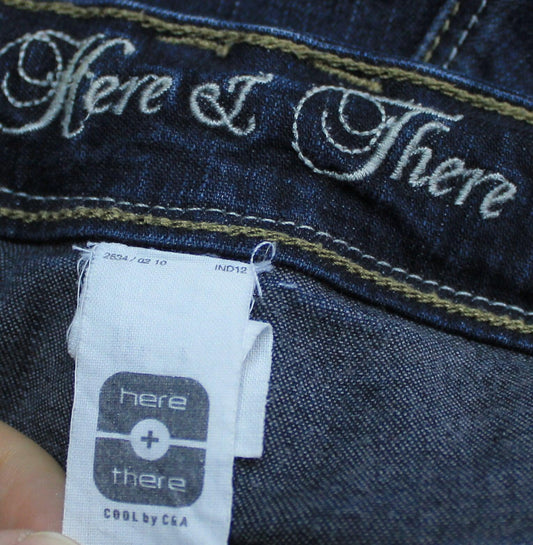 Here & There
2634 / 02 10 IND12
here
+
there
COOL by C&A